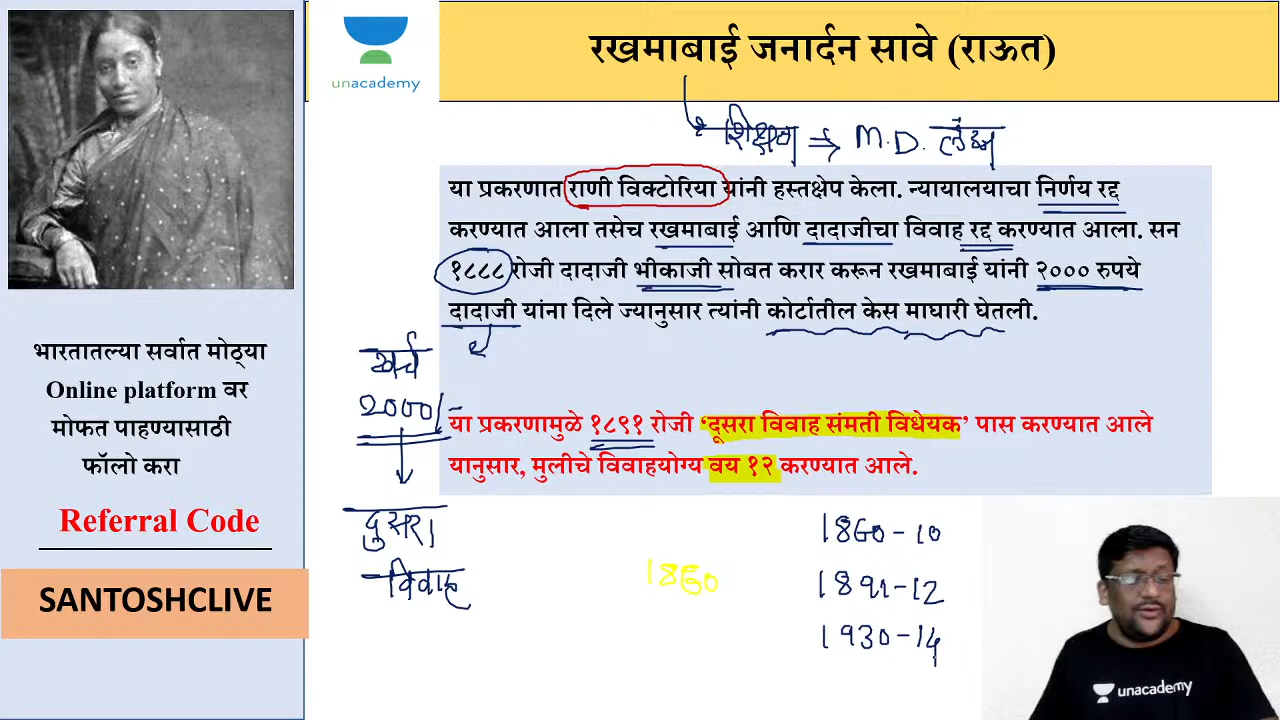 रखमाबाई जनार्दन सावे (राऊत)
unacademy
शिक्षण ⇒ M.D. लंडन
या प्रकरणात राणी विक्टोरिया यांनी हस्तक्षेप केला. न्यायालयाचा निर्णय रद्द
करण्यात आला तसेच रखमाबाई आणि दादाजीचा विवाह रद्द करण्यात आला. सन
१८८८ रोजी दादाजी भीकाजी सोबत करार करून रखमाबाई यांनी २००० रुपये
दादाजी यांना दिले ज्यानुसार त्यांनी कोर्टातील केस माघारी घेतली.
खर्च
2000/-
या प्रकरणामुळे १८९१ रोजी ‘दूसरा विवाह संमती विधेयक’ पास करण्यात आले
यानुसार, मुलीचे विवाहयोग्य वय १२ करण्यात आले.
दुसरा
विवाह
1860
1860 - 10
1891 - 12
1930 - 14
भारतातल्या सर्वात मोठ्या
Online platform वर
मोफत पाहण्यासाठी
फॉलो करा
Referral Code
SANTOSHCLIVE
unacademy